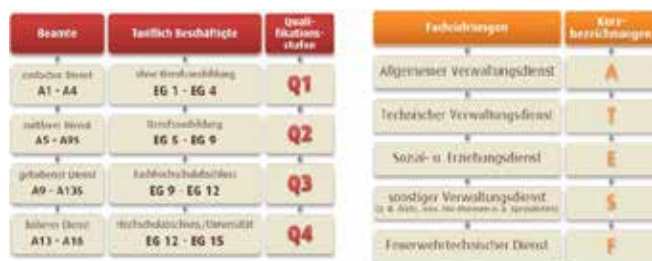 Beamte
Tariflich Beschäftigte
Quali-
fikations-
stufen
einfacher Dienst
A1 - A4
ohne Berufsausbildung
EG 1 - EG 4
Q1
mittlerer Dienst
A5 - A9S
Berufsausbildung
EG 5 - EG 9
Q2
gehobener Dienst
A9 - A13S
Fachhochschulabschluss
EG 9 - EG 12
Q3
höherer Dienst
A13 - A16
Hochschulabschluss/Universität
EG 12 - EG 15
Q4
Fachrichtungen
Kurz-
bezeichnungen
Allgemeiner Verwaltungsdienst
A
Technischer Verwaltungsdienst
T
Sozial- u. Erziehungsdienst
E
sonstiger Verwaltungsdienst
S
Feuerwehrtechnischer Dienst
F